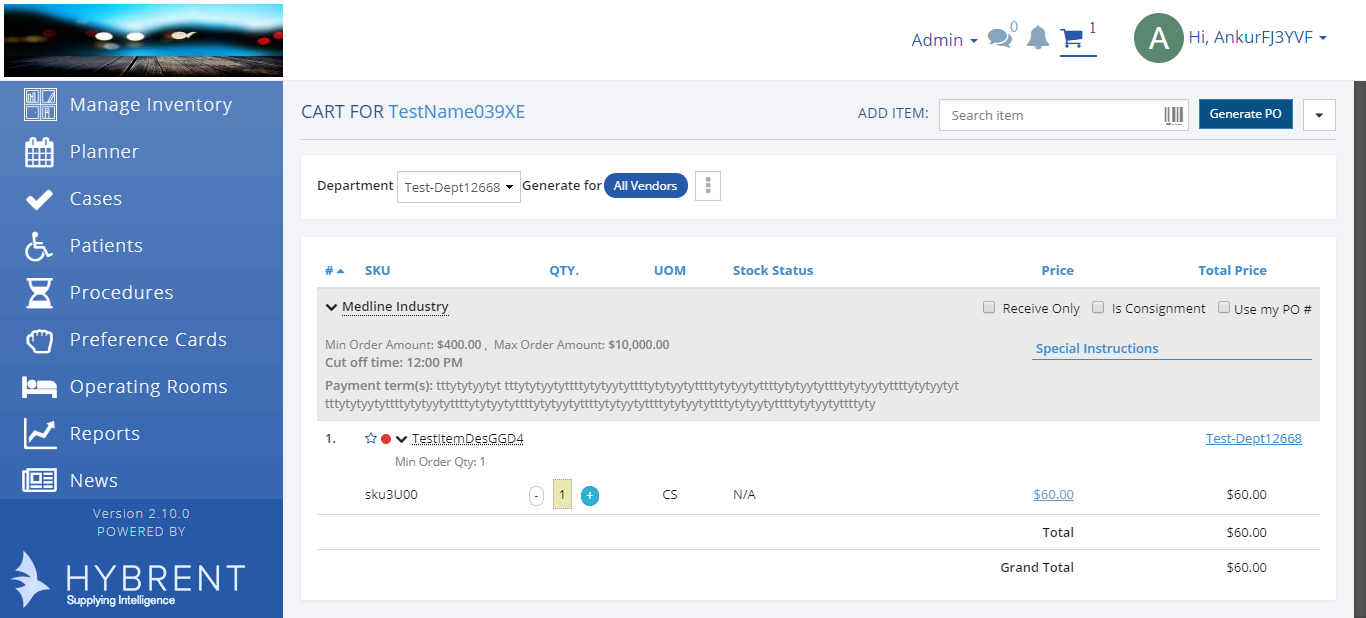 Admin 0 1 A Hi, AnkurFJ3YVF
Manage Inventory
Planner
Cases
Patients
Procedures
Preference Cards
Operating Rooms
Reports
News
Version 2.10.0
POWERED BY
HYBRENT
Supplying Intelligence
CART FOR TestName039XE ADD ITEM: Search item Generate PO
Department Test-Dept12668 Generate for All Vendors
# SKU QTY. UOM Stock Status Price Total Price
Medline Industry Receive Only Is Consignment Use my PO #
Min Order Amount: $400.00 , Max Order Amount: $10,000.00
Special Instructions
Cut off time: 12:00 PM
Payment term(s):
1. TestItemDesGGD4 Test-Dept12668
Min Order Qty: 1
sku3U00 - 1 + CS N/A $60.00 $60.00
Total $60.00
Grand Total $60.00